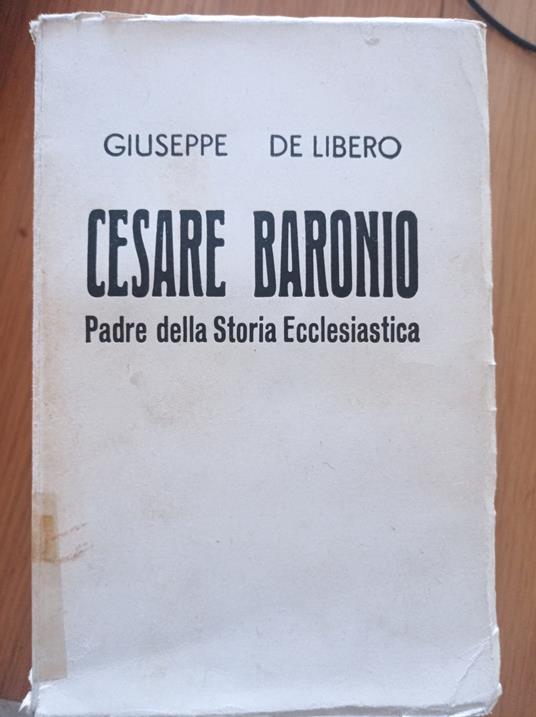 GIUSEPPE DE LIBERO
CESARE BARONIO
Padre della Storia Ecclesiastica